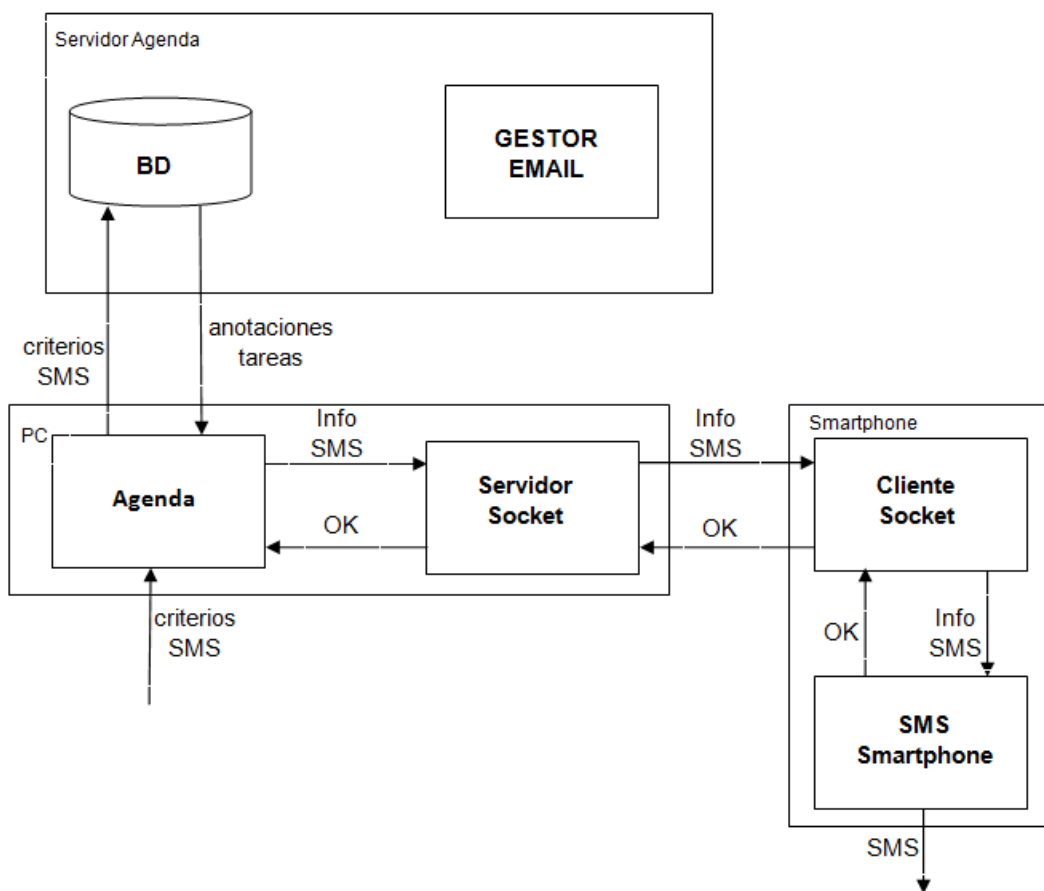 Servidor Agenda
BD
GESTOR
EMAIL
criterios
SMS
anotaciones
tareas
PC
Agenda
Info
SMS
OK
Servidor
Socket
Info
SMS
OK
Smartphone
Cliente
Socket
criterios
SMS
OK
Info
SMS
SMS
Smartphone
SMS